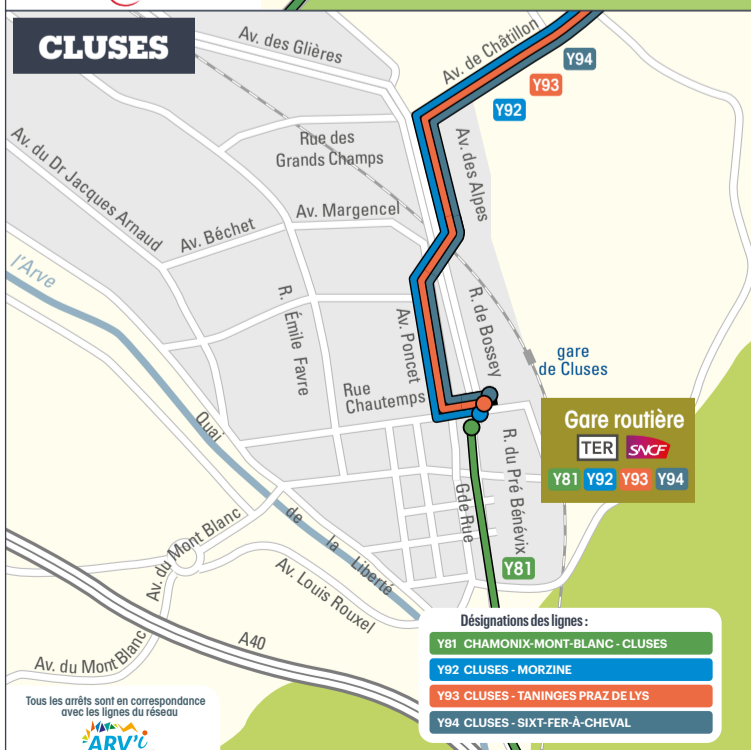 CLUSES
Av. des Glières
Av. de Châtillon
Y94
Y93
Y92
Rue des
Grands Champs
Av. des Alpes
Av. du Dr Jacques Arnaud
Av. Margencel
Av. Béchet
l'Arve
R. Émile Favre
Av. Poncet
R. de Bossey
gare
de Cluses
Rue
Chautemps
Gare routière
TER SNCF
Y81 Y92 Y93 Y94
Quai de la Liberté
Gde Rue
R. du Pré Bénévix
Av. du Mont Blanc
Y81
Av. Louis Rouxel
A40
Av. du Mont Blanc
Désignations des lignes :
Y81 CHAMONIX-MONT-BLANC - CLUSES
Y92 CLUSES - MORZINE
Y93 CLUSES - TANINGES PRAZ DE LYS
Y94 CLUSES - SIXT-FER-À-CHEVAL
Tous les arrêts sont en correspondance
avec les lignes du réseau
ARV'i